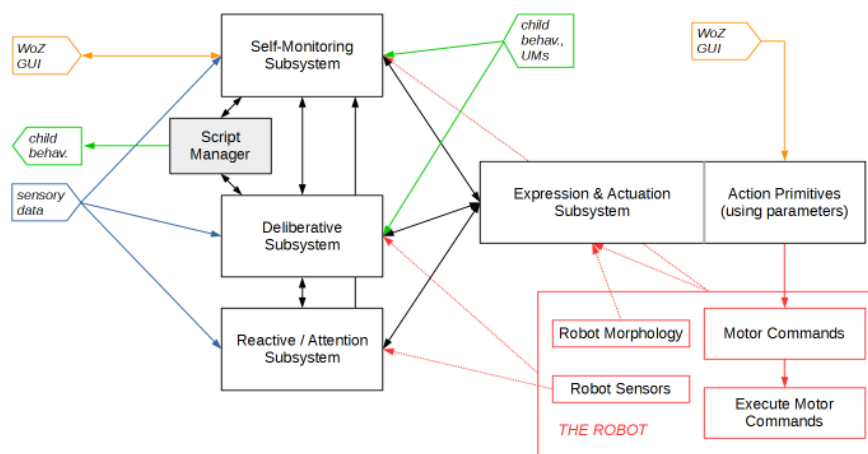 WoZ
GUI
Self-Monitoring
Subsystem
child
behav.,
UMs
WoZ
GUI
child
behav.
Script
Manager
sensory
data
Deliberative
Subsystem
Expression & Actuation
Subsystem
Action Primitives
(using parameters)
Reactive / Attention
Subsystem
Robot Morphology
Motor Commands
Robot Sensors
Execute Motor
Commands
THE ROBOT